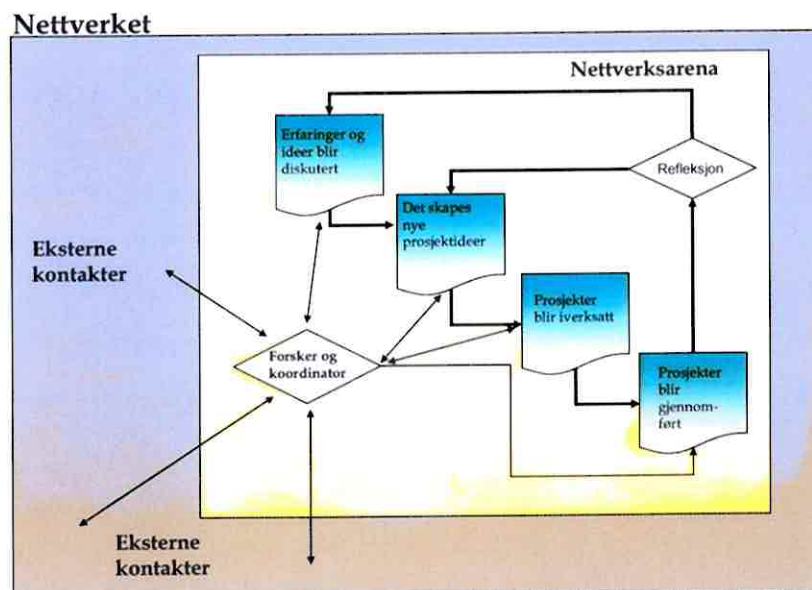 Nettverket
Nettverksarena
Erfaringer og
ideer blir
diskutert
Refleksjon
Det skapes
nye
prosjektideer
Eksterne
kontakter
Prosjekter
blir iverksatt
Forsker og
koordinator
Prosjekter
blir
gjennom-
ført
Eksterne
kontakter